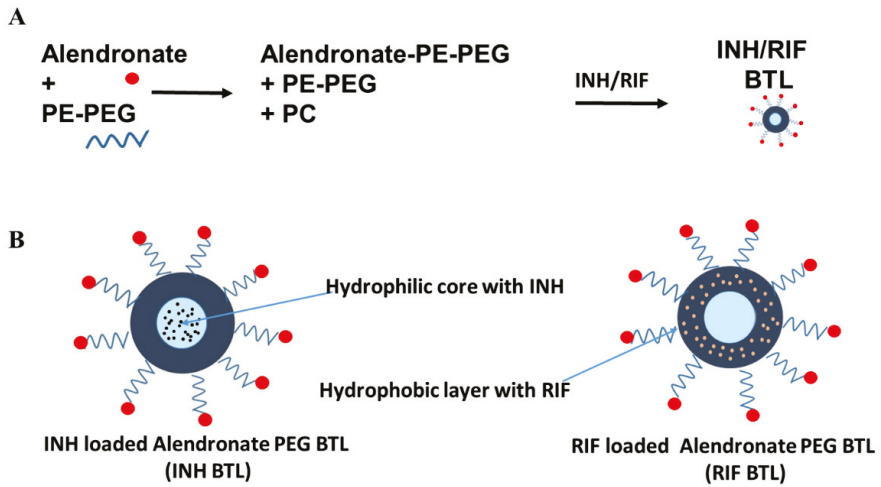 A
Alendronate
+
PE-PEG
Alendronate-PE-PEG
+ PE-PEG
+ PC
INH/RIF
INH/RIF
BTL
B
Hydrophilic core with INH
Hydrophobic layer with RIF
INH loaded Alendronate PEG BTL
(INH BTL)
RIF loaded Alendronate PEG BTL
(RIF BTL)